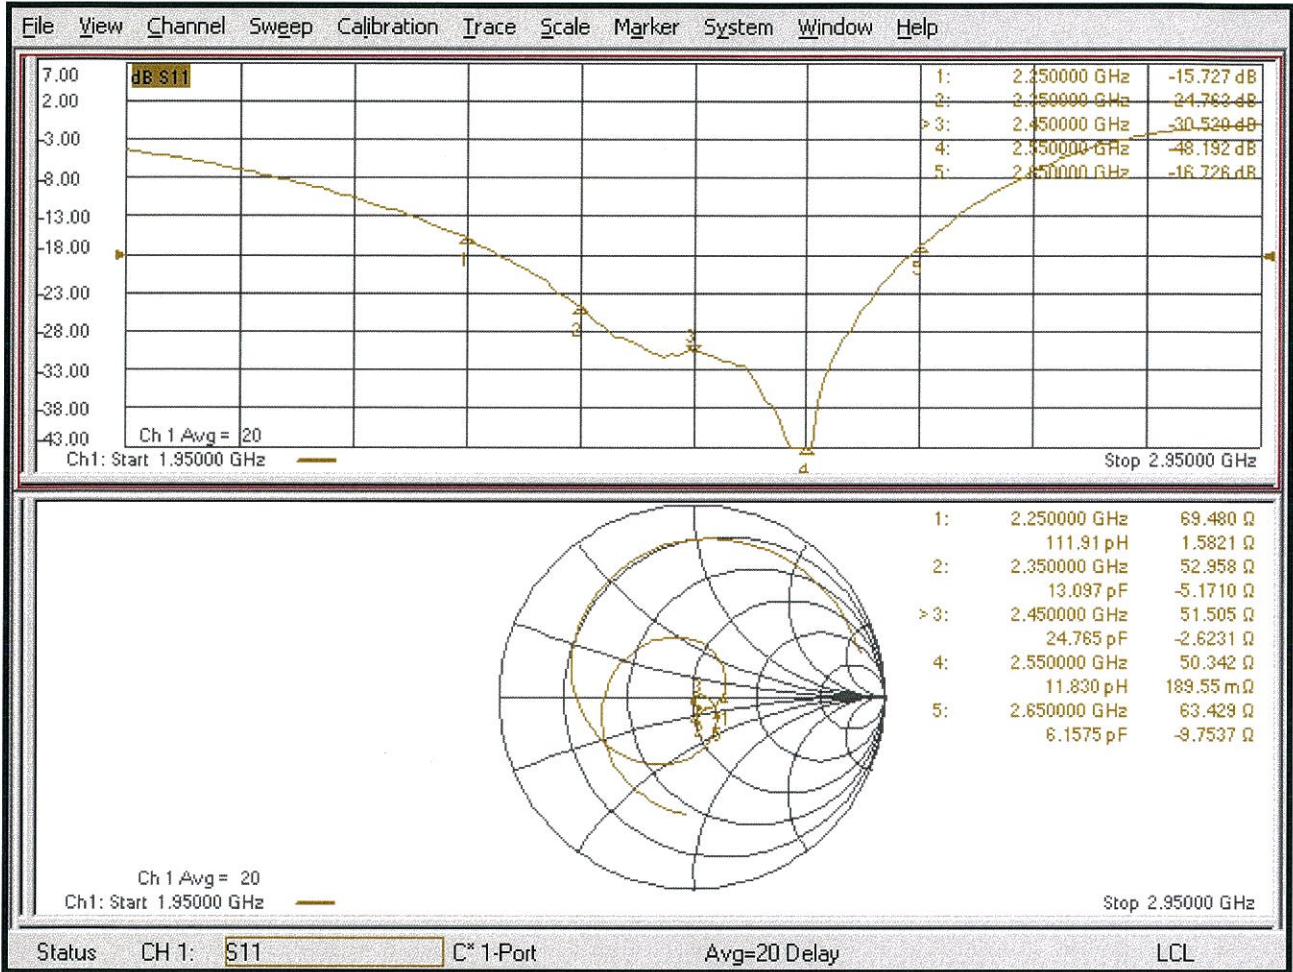 File View Channel Sweep Calibration Trace Scale Marker System Window Help
7.00 dB S11 1: 2.250000 GHz -15.727 dB
2.00 2: 2.350000 GHz -24.763 dB
-3.00 > 3: 2.450000 GHz -30.520 dB
4: 2.550000 GHz -48.192 dB
-8.00 5: 2.650000 GHz -16.726 dB
-13.00
-18.00
1
5
-23.00
2
-28.00
3
-33.00
-38.00
-43.00 Ch 1 Avg = 20
Ch1: Start 1.95000 GHz Stop 2.95000 GHz
4
1: 2.250000 GHz 69.480 Ω
111.91 pH 1.5821 Ω
2: 2.350000 GHz 52.958 Ω
13.097 pF -5.1710 Ω
> 3: 2.450000 GHz 51.505 Ω
24.765 pF -2.6231 Ω
4: 2.550000 GHz 50.342 Ω
11.830 pH 189.55 mΩ
5: 2.650000 GHz 63.429 Ω
6.1575 pF -9.7537 Ω
Ch 1 Avg = 20
Ch1: Start 1.95000 GHz Stop 2.95000 GHz
Status CH 1: S11 C* 1-Port Avg=20 Delay LCL